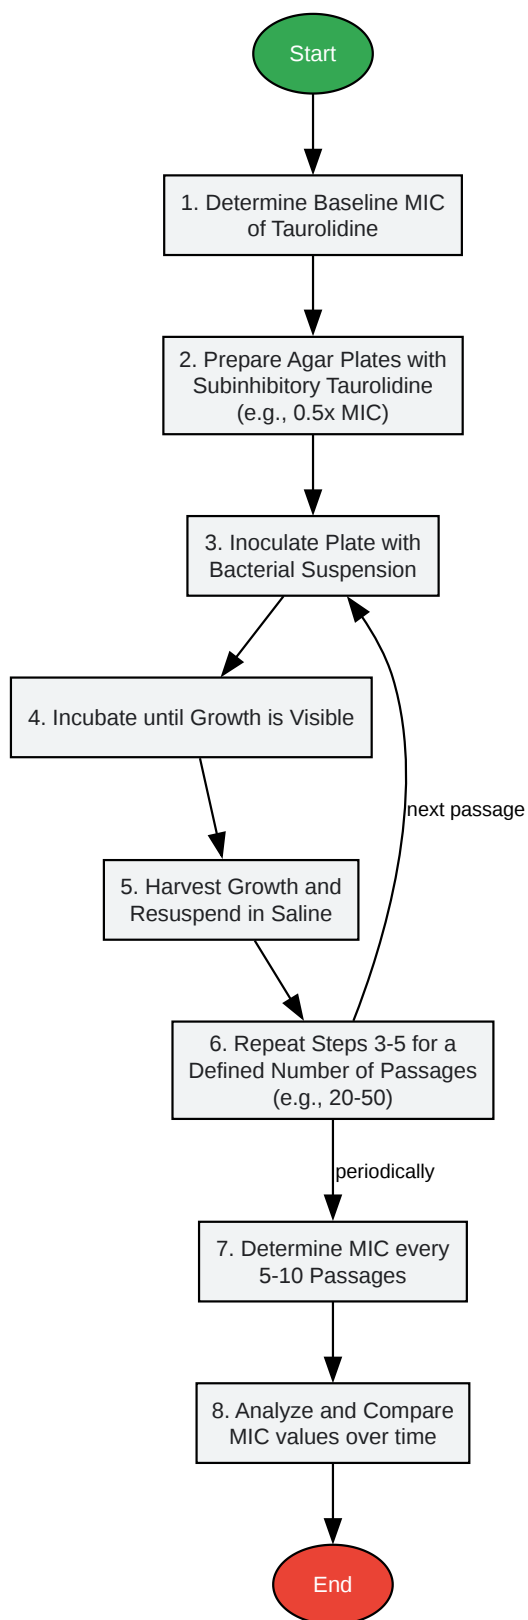 Start
1. Determine Baseline MIC
of Taurolidine
2. Prepare Agar Plates with
Subinhibitory Taurolidine
(e.g., 0.5x MIC)
3. Inoculate Plate with
Bacterial Suspension
4. Incubate until Growth is Visible
next passage
5. Harvest Growth and
Resuspend in Saline
6. Repeat Steps 3-5 for a
Defined Number of Passages
(e.g., 20-50)
periodically
7. Determine MIC every
5-10 Passages
8. Analyze and Compare
MIC values over time
End